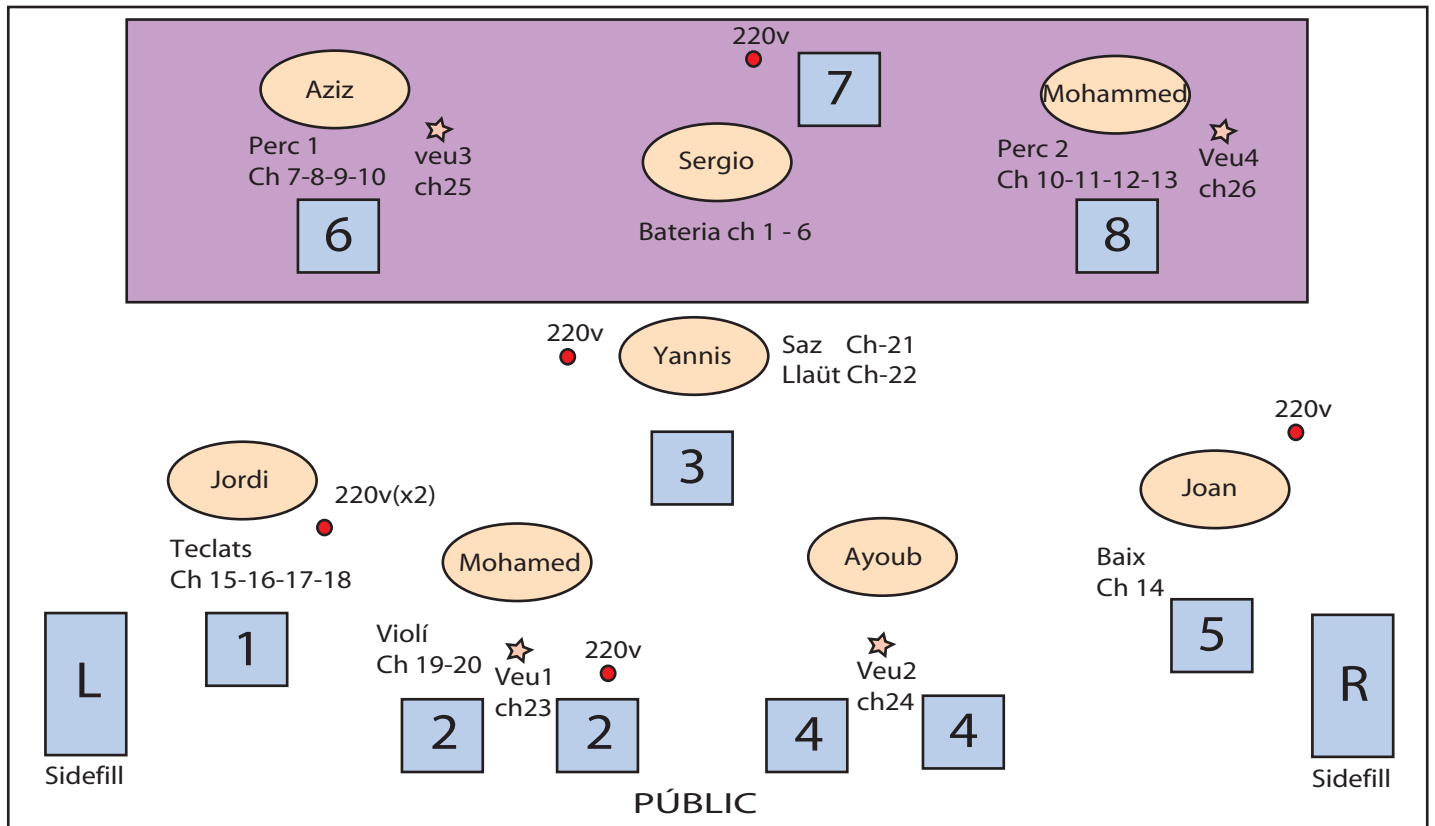 220v
Aziz
7
Mohammed
Perc 1
Ch 7-8-9-10
veu3
ch25
Sergio
Perc 2
Ch 10-11-12-13
Veu4
ch26
6
Bateria ch 1 - 6
8
220v
Yannis
Saz Ch-21
Llaüt Ch-22
220v
Jordi
220v(x2)
3
Joan
Teclats
Ch 15-16-17-18
Mohamed
Ayoub
Baix
Ch 14
L
1
Violí
Ch 19-20
Veu1
ch23
220v
Veu2
ch24
5
R
2
2
4
4
Sidefill
Sidefill
PÚBLIC